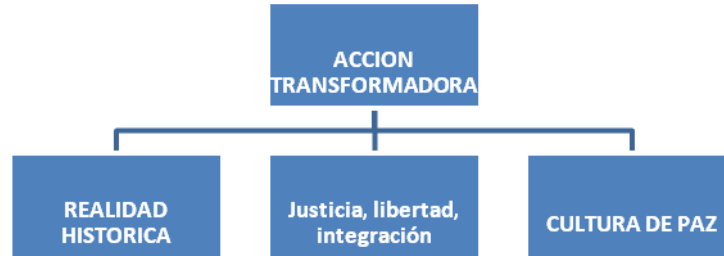 ACCION
TRANSFORMADORA
REALIDAD
HISTORICA
Justicia, libertad,
integración
CULTURA DE PAZ